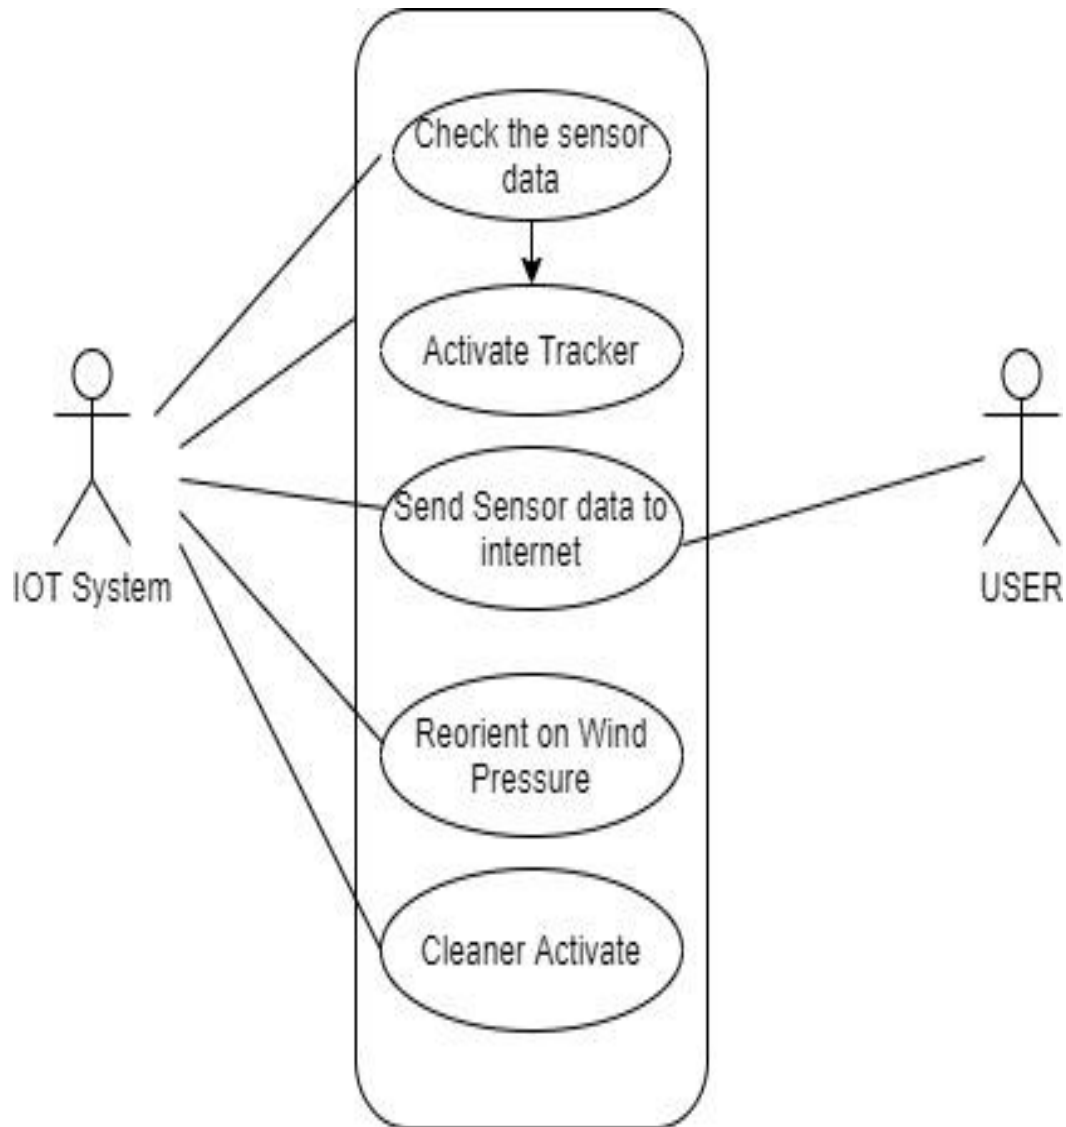 Check the sensor
data
Activate Tracker
Send Sensor data to
internet
IOT System
USER
Reorient on Wind
Pressure
Cleaner Activate